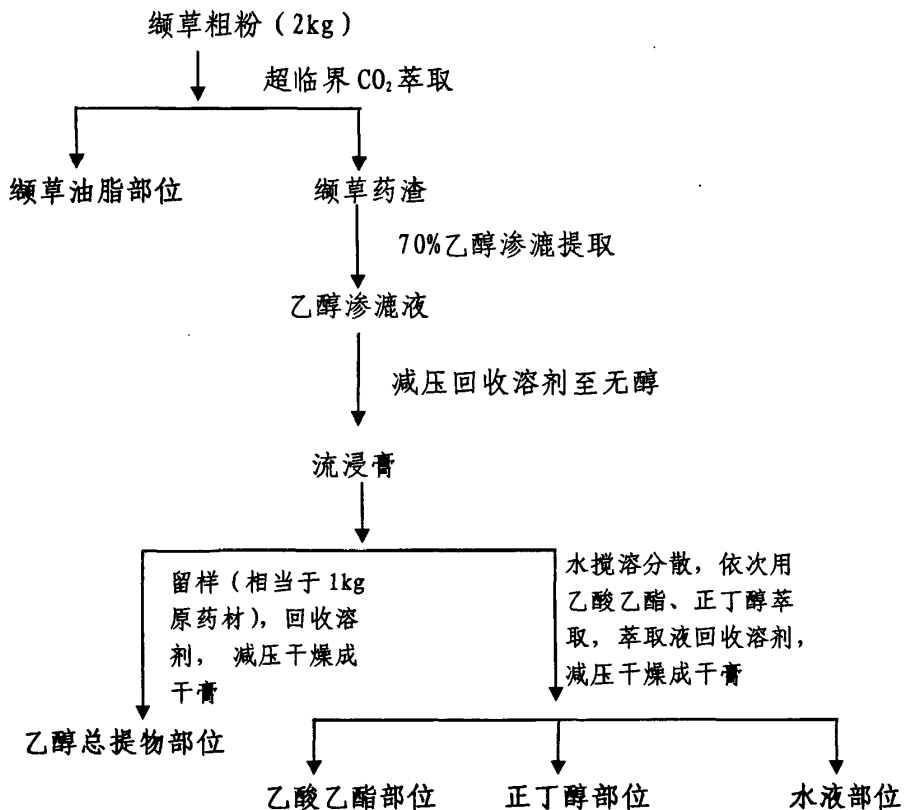 缬草粗粉（2kg）
超临界CO₂萃取
缬草油脂部位
缬草药渣
70%乙醇渗漉提取
乙醇渗漉液
减压回收溶剂至无醇
流浸膏
留样（相当于1kg
原药材），回收溶
剂， 减压干燥成
干膏
水搅溶分散，依次用
乙酸乙酯、正丁醇萃
取，萃取液回收溶剂，
减压干燥成干膏
乙醇总提物部位
乙酸乙酯部位
正丁醇部位
水液部位